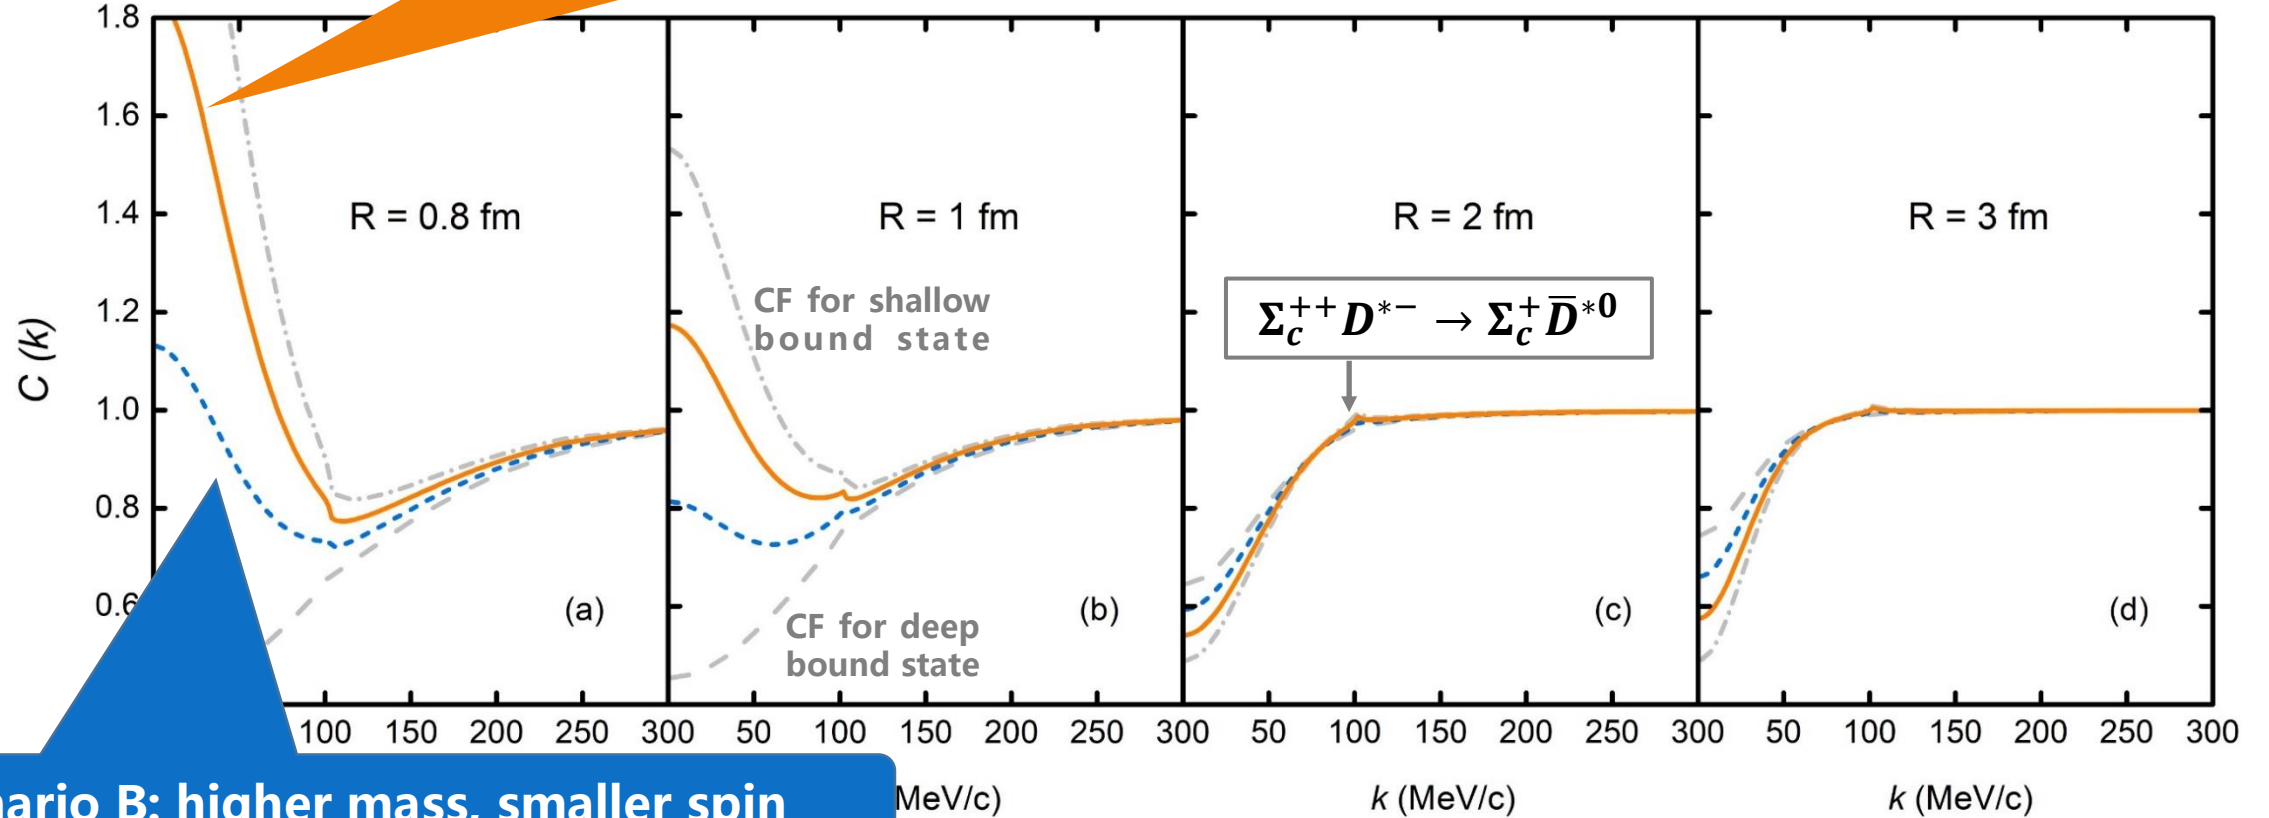 1.8
1.6
1.4
1.2
1.0
0.8
0.6
C (k)
R = 0.8 fm
R = 1 fm
R = 2 fm
R = 3 fm
CF for shallow
bound state
Σc++ D*− → Σc+ D̅*0
CF for deep
bound state
(a)
(b)
(c)
(d)
100 150 200 250 300 50 100 150 200 250 300 50 100 150 200 250 300 50 100 150 200 250 300
MeV/c)
k (MeV/c)
k (MeV/c)
B: higher mass, smaller spin